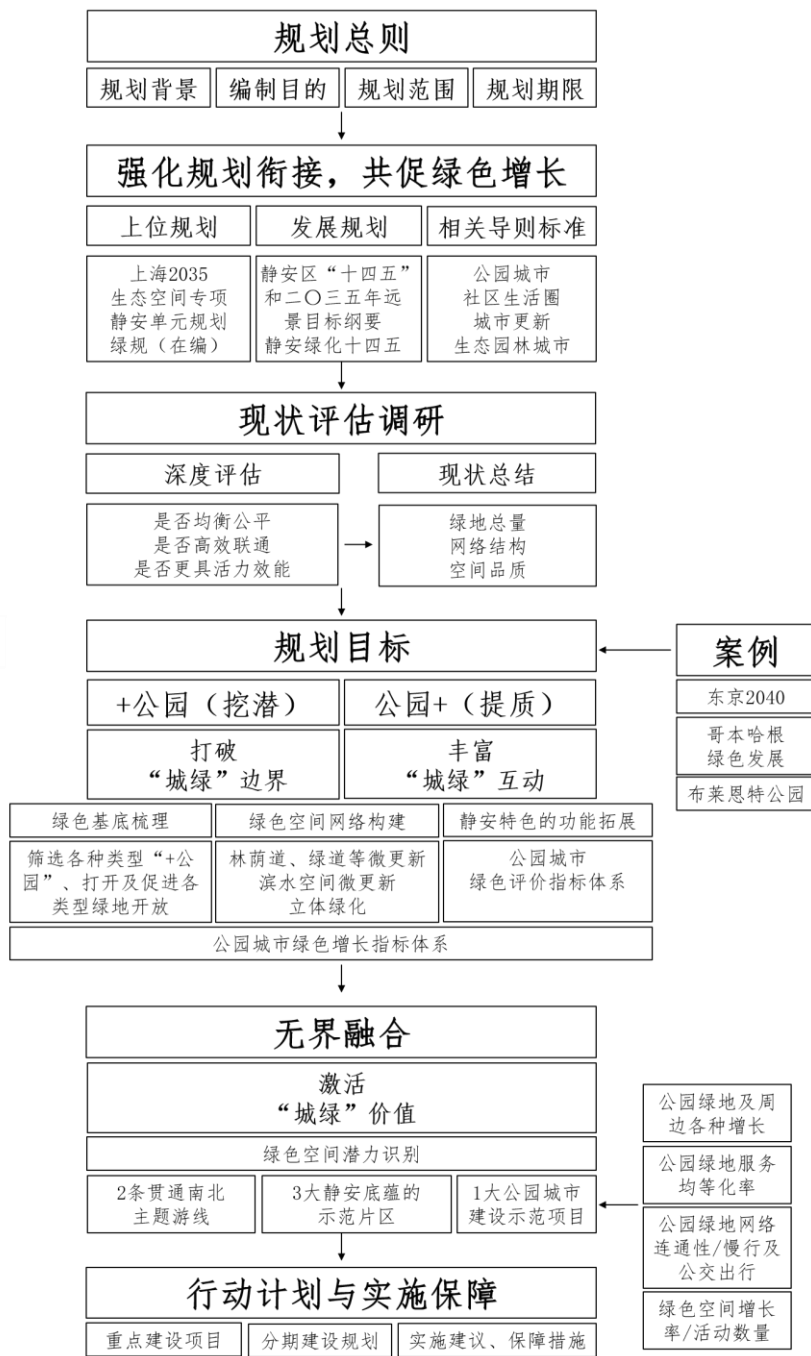 规划总则
规划背景
编制目的
规划范围
规划期限
强化规划衔接，共促绿色增长
上位规划
发展规划
相关导则标准
上海2035
生态空间专项
静安单元规划
绿规（在编）
静安区“十四五”
和二〇三五年远
景目标纲要
静安绿化十四五
公园城市
社区生活圈
城市更新
生态园林城市
现状评估调研
深度评估
现状总结
是否均衡公平
是否高效联通
是否更具活力效能
绿地总量
网络结构
空间品质
规划目标
+公园（挖潜）
公园+（提质）
打破
“城绿”边界
丰富
“城绿”互动
案例
东京2040
哥本哈根
绿色发展
布莱恩特公园
绿色基底梳理
绿色空间网络构建
静安特色的功能拓展
筛选各种类型“+公
园”、打开及促进各
类型绿地开放
林荫道、绿道等微更新
滨水空间微更新
立体绿化
公园城市
绿色评价指标体系
公园城市绿色增长指标体系
无界融合
激活
“城绿”价值
绿色空间潜力识别
2条贯通南北
主题游线
3大静安底蕴的
示范片区
1大公园城市
建设示范项目
公园绿地及周
边各种增长
公园绿地服务
均等化率
公园绿地网络
连通性/慢行及
公交出行
绿色空间增长
率/活动数量
行动计划与实施保障
重点建设项目
分期建设规划
实施建议、保障措施